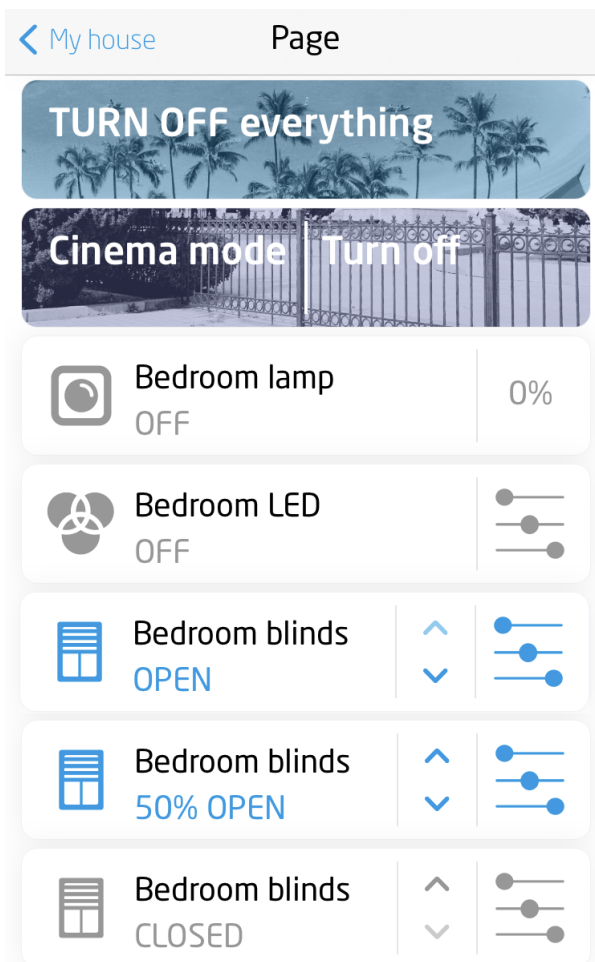 My house Page
TURN OFF everything
Cinema mode Turn off
Bedroom lamp
OFF
0%
Bedroom LED
OFF
Bedroom blinds
OPEN
Bedroom blinds
50% OPEN
Bedroom blinds
CLOSED